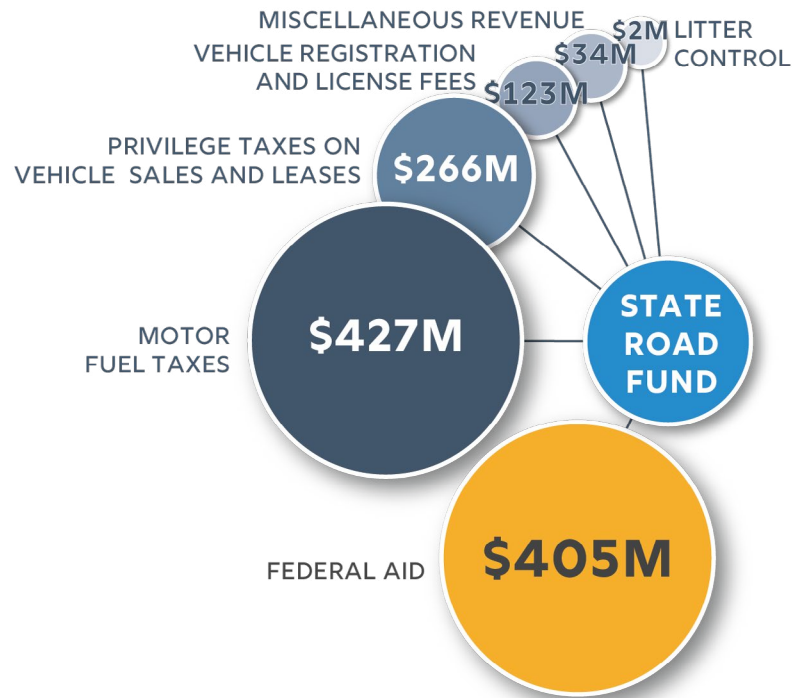 MISCELLANEOUS REVENUE
$2M
LITTER
CONTROL
$34M
VEHICLE REGISTRATION
AND LICENSE FEES
$123M
PRIVILEGE TAXES ON
VEHICLE SALES AND LEASES
$266M
MOTOR
FUEL TAXES
$427M
STATE
ROAD
FUND
FEDERAL AID
$405M